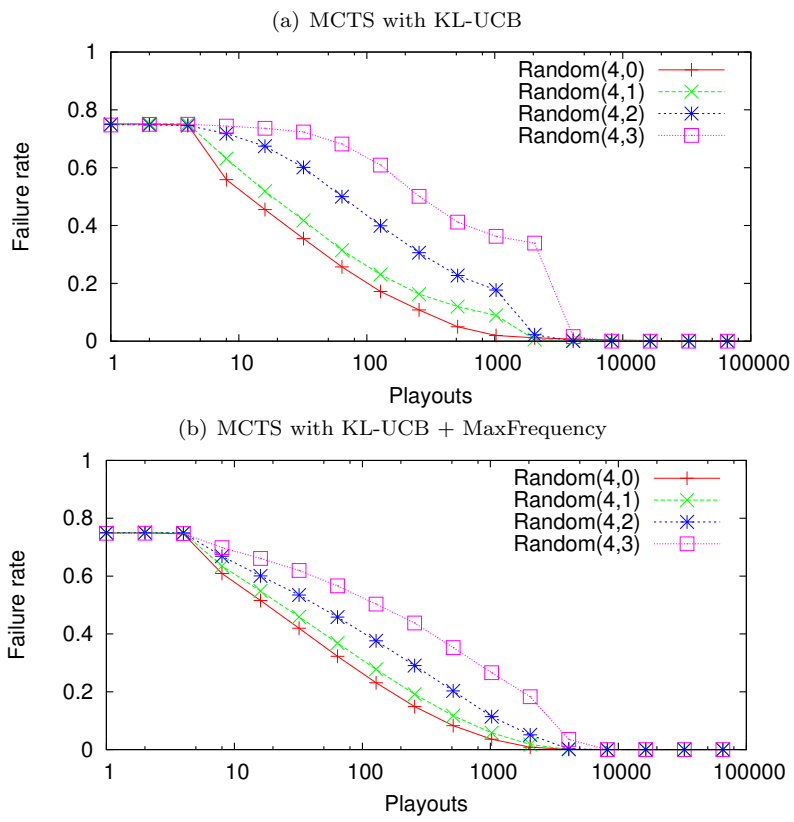 (a) MCTS with KL-UCB
1
0.8
0.6
0.4
0.2
0
Failure rate
Random(4,0)
Random(4,1)
Random(4,2)
Random(4,3)
1 10 100 1000 10000 100000
Playouts
(b) MCTS with KL-UCB + MaxFrequency
1
0.8
0.6
0.4
0.2
0
Failure rate
Random(4,0)
Random(4,1)
Random(4,2)
Random(4,3)
1 10 100 1000 10000 100000
Playouts